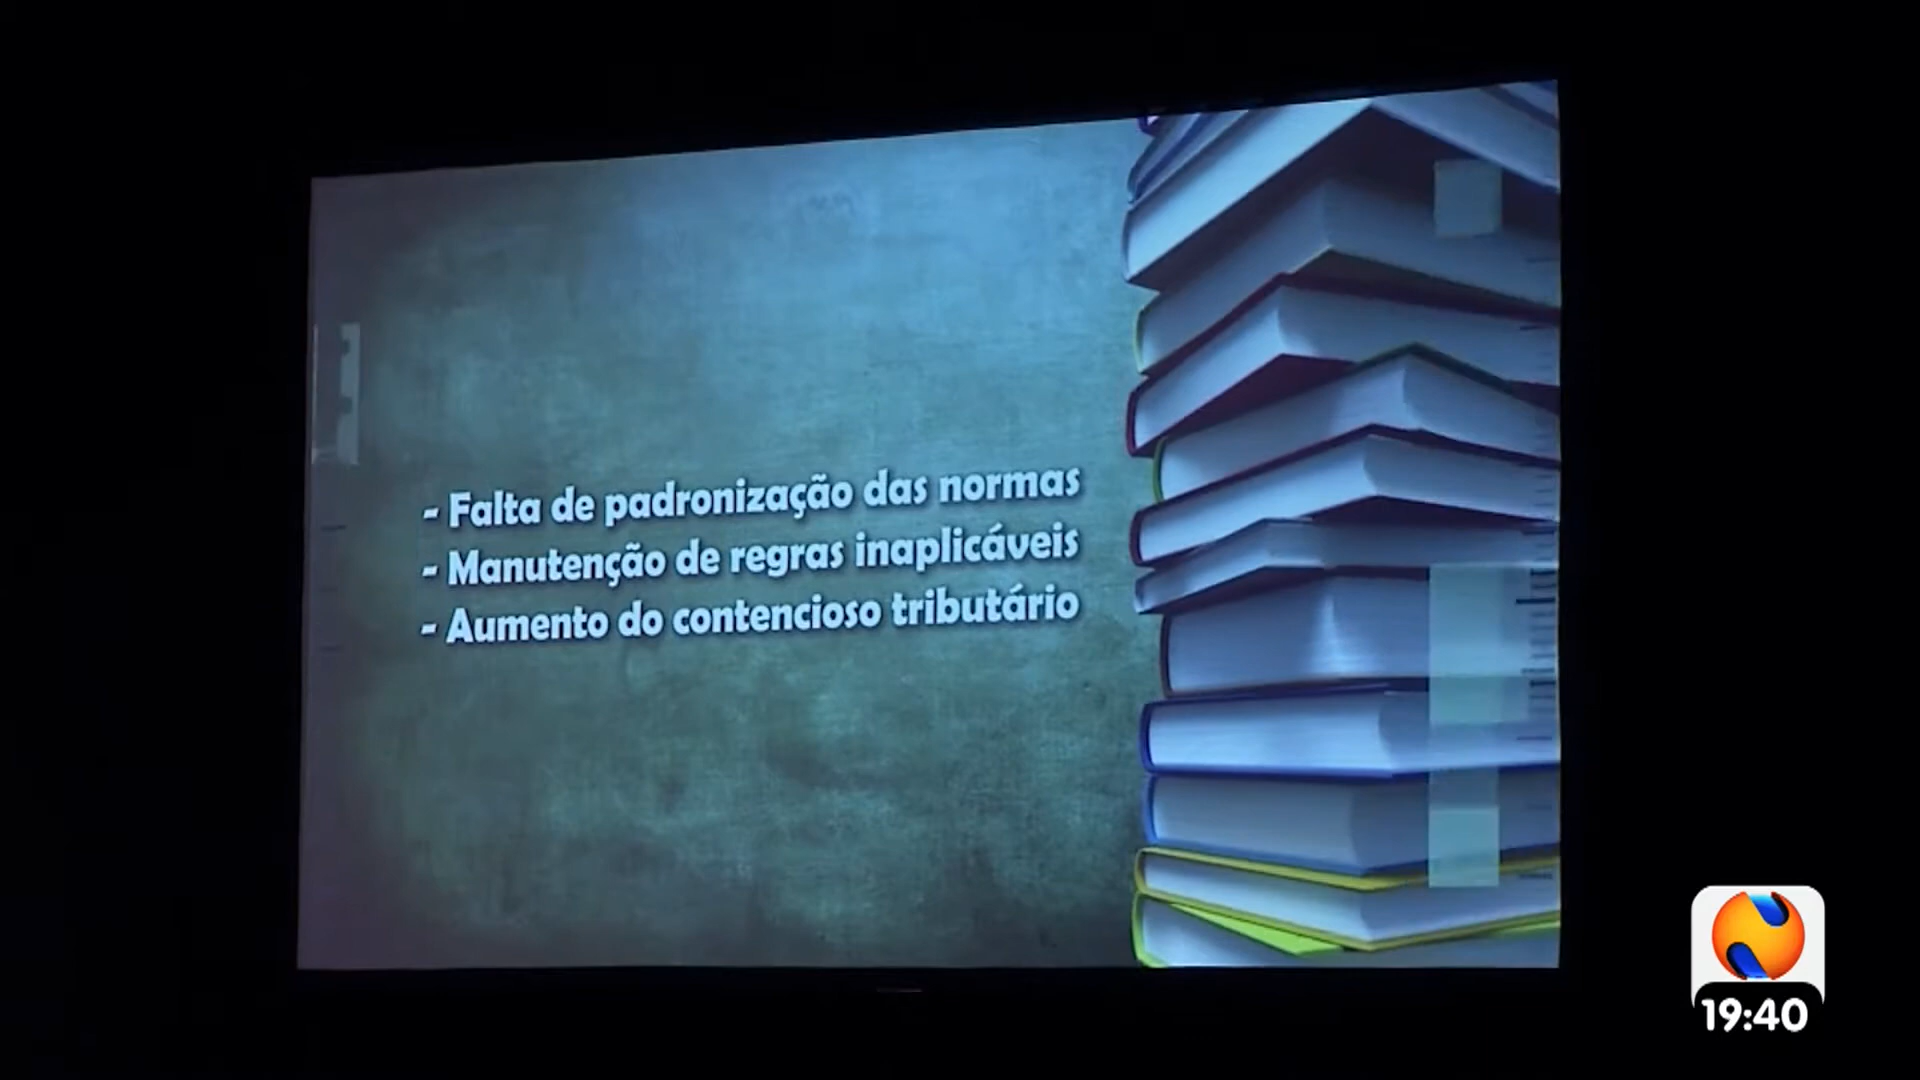 - Falta de padronização das normas
- Manutenção de regras inaplicáveis
- Aumento do contencioso tributário
19:40